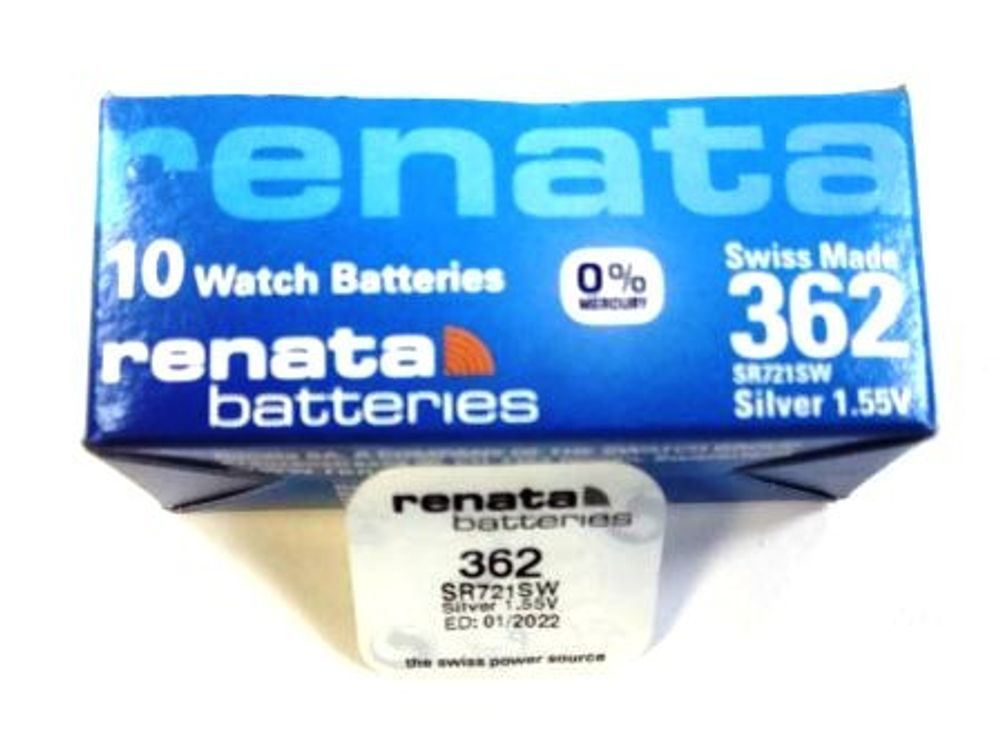 renata
10 Watch Batteries
renata
batteries
0%
MERCURY
Swiss Made
362
SR721SW
Silver 1.55V
renata
batteries
362
SR721SW
Silver 1.55V
ED: 01/2022
the swiss power source